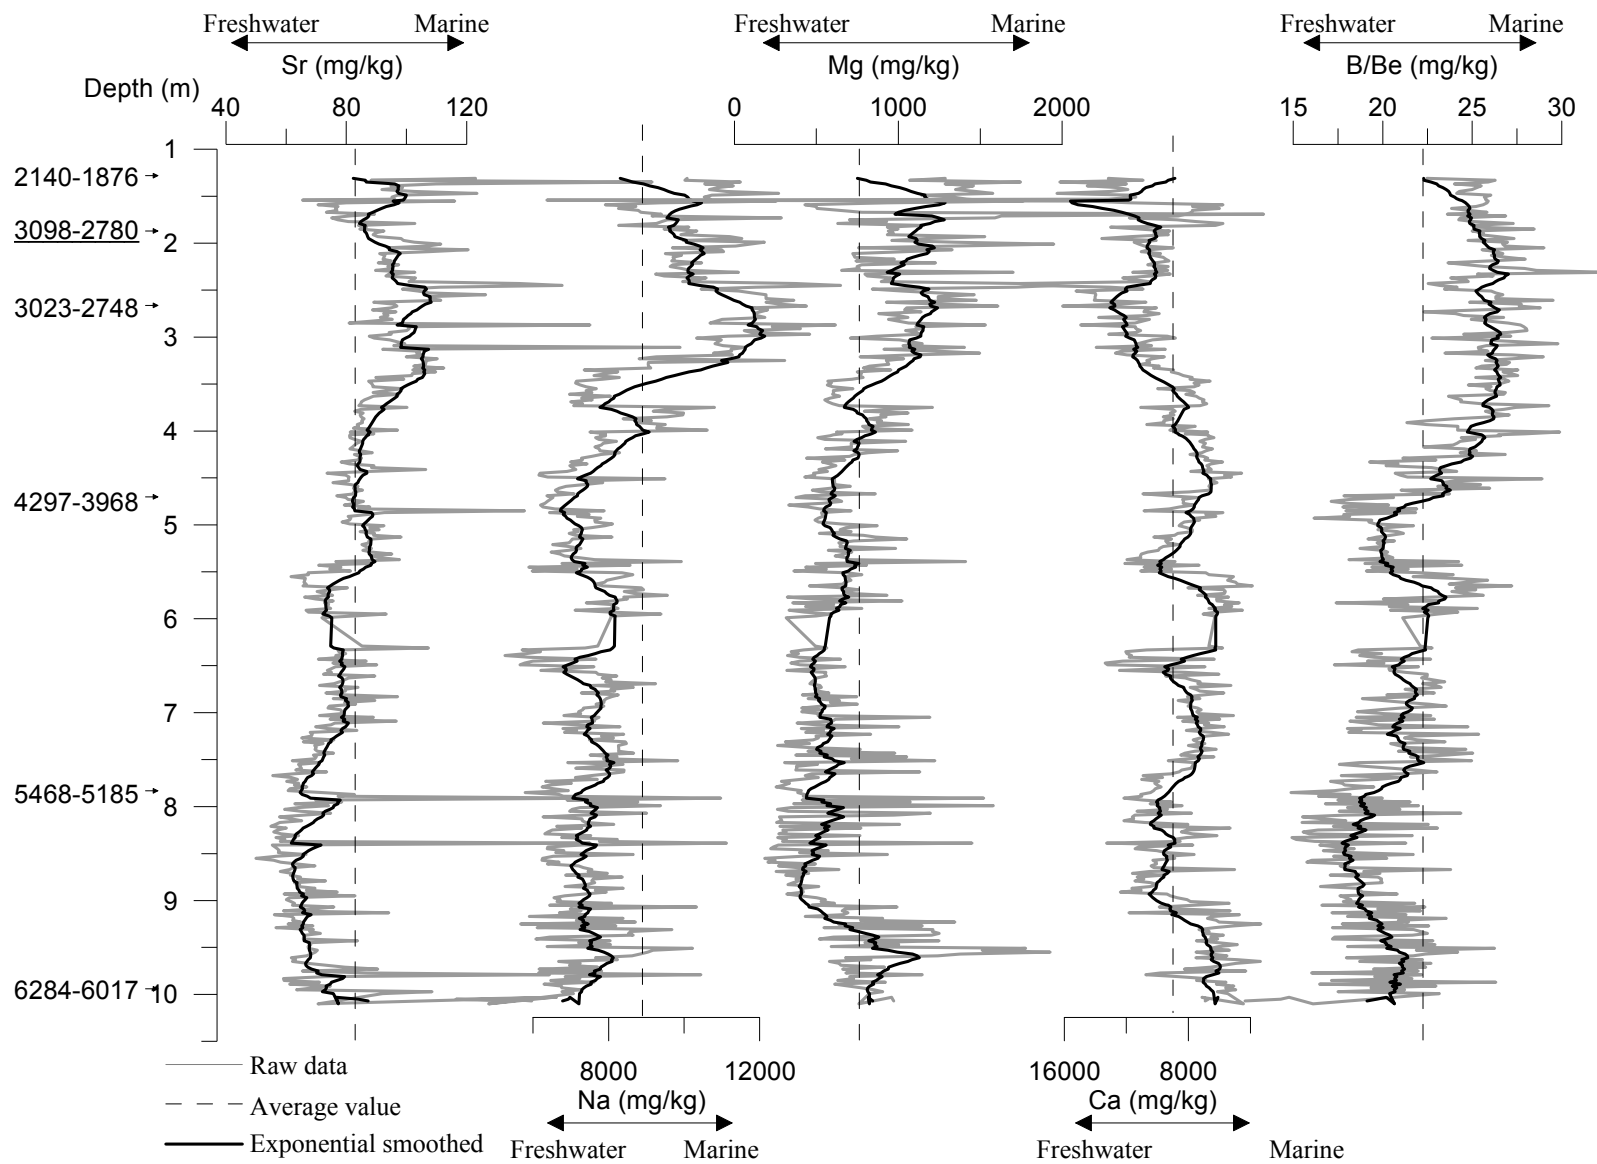 Freshwater Marine Freshwater Marine Freshwater Marine
Sr (mg/kg) Mg (mg/kg) B/Be (mg/kg)
Depth (m)
40 80 120 0 1000 2000 15 20 25 30
1
2140-1876
3098-2780
2
3023-2748
3
4
4297-3968
5
6
7
5468-5185
8
9
6284-6017
10
Raw data
8000 12000 16000 8000
Average value
Na (mg/kg) Ca (mg/kg)
Exponential smoothed
Freshwater Marine Freshwater Marine